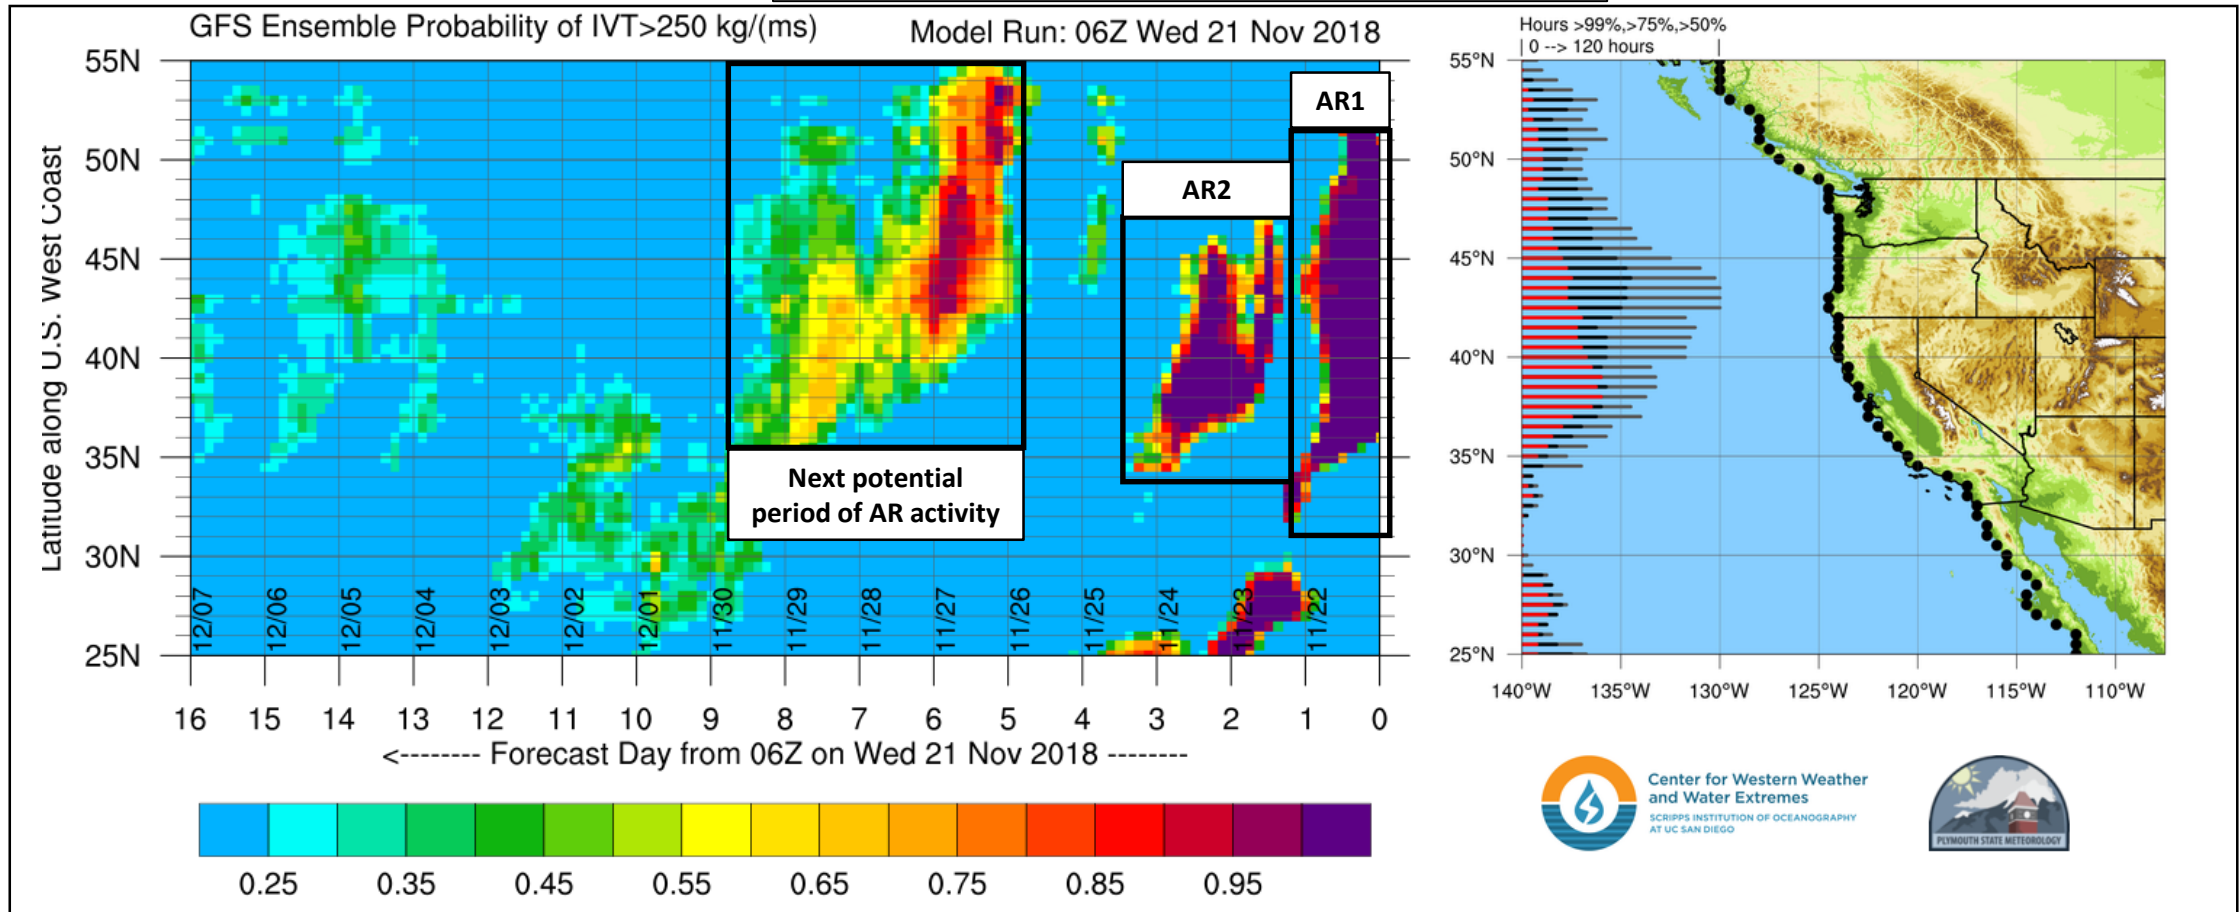 GFS Ensemble Probability of IVT>250 kg/(ms)
Model Run: 06Z Wed 21 Nov 2018
Latitude along U.S. West Coast
55N
50N
45N
40N
35N
30N
25N
AR1
AR2
Next potential
period of AR activity
12/07
12/06
12/05
12/04
12/03
12/02
12/01
11/30
11/29
11/28
11/27
11/26
11/25
11/24
11/23
11/22
16 15 14 13 12 11 10 9 8 7 6 5 4 3 2 1 0
<-------- Forecast Day from 06Z on Wed 21 Nov 2018 --------
0.25 0.35 0.45 0.55 0.65 0.75 0.85 0.95
Hours >99%,>75%,>50%
| 0 --> 120 hours |
55°N
50°N
45°N
40°N
35°N
30°N
25°N
140°W 135°W 130°W 125°W 120°W 115°W 110°W
Center for Western Weather
and Water Extremes
SCRIPPS INSTITUTION OF OCEANOGRAPHY
AT UC SAN DIEGO
PLYMOUTH STATE METEOROLOGY